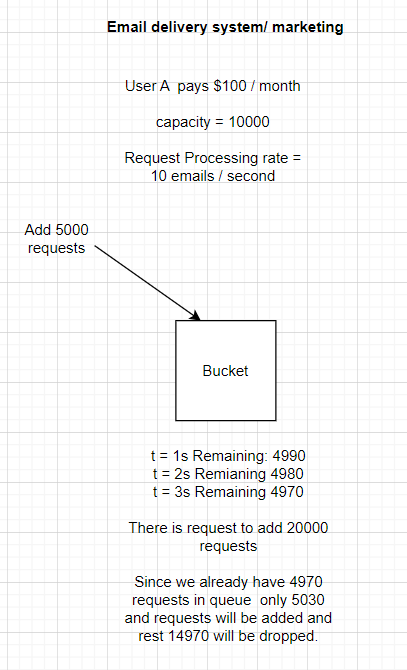 Email delivery system/ marketing
User A  pays $100 / month
capacity = 10000
Request Processing rate =
10 emails / second
Add 5000
requests
Bucket
t = 1s Remaining: 4990
t = 2s Remianing 4980
t = 3s Remaining 4970
There is request to add 20000
requests
Since we already have 4970
requests in queue  only 5030
and requests will be added and
rest 14970 will be dropped.